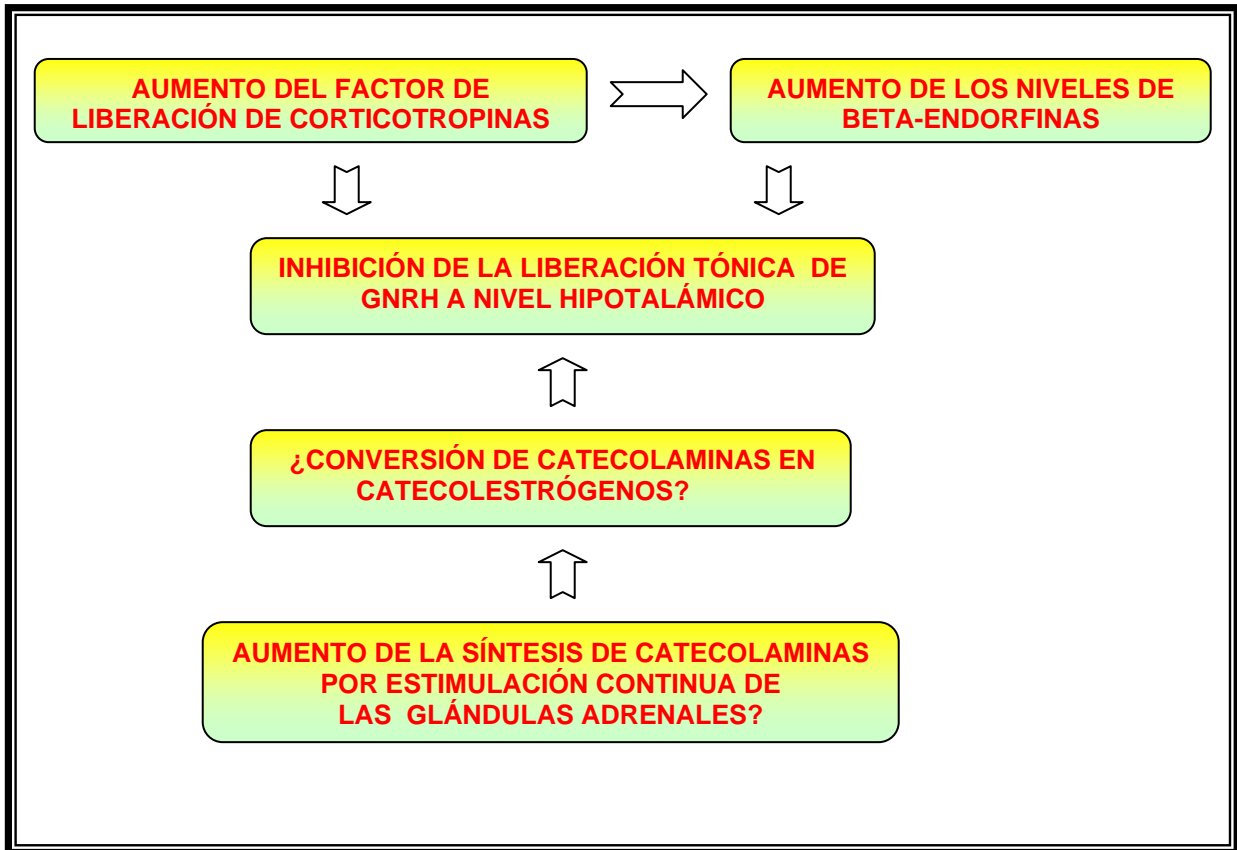 AUMENTO DEL FACTOR DE
LIBERACIÓN DE CORTICOTROPINAS
AUMENTO DE LOS NIVELES DE
BETA-ENDORFINAS
INHIBICIÓN DE LA LIBERACIÓN TÓNICA DE
GNRH A NIVEL HIPOTALÁMICO
¿CONVERSIÓN DE CATECOLAMINAS EN
CATECOLESTRÓGENOS?
AUMENTO DE LA SÍNTESIS DE CATECOLAMINAS
POR ESTIMULACIÓN CONTINUA DE
LAS GLÁNDULAS ADRENALES?